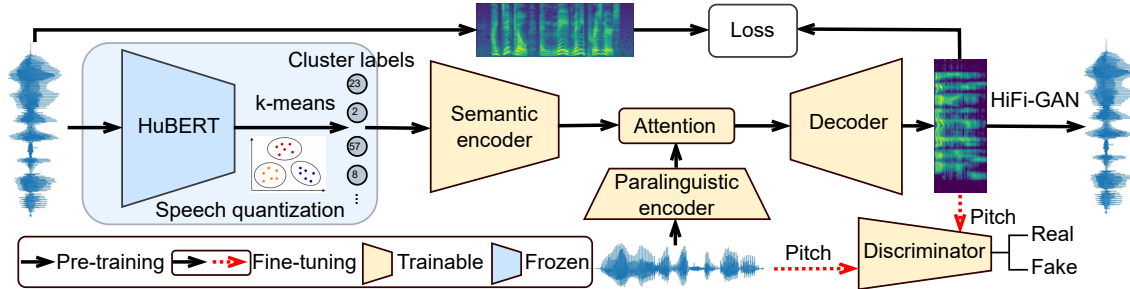 Loss
Cluster labels
HuBERT
k-means
23
2
57
8
...
Speech quantization
Semantic
encoder
Attention
Paralinguistic
encoder
Decoder
HiFi-GAN
Pitch
Pitch
Discriminator
Real
Fake
Pre-training
Fine-tuning
Trainable
Frozen